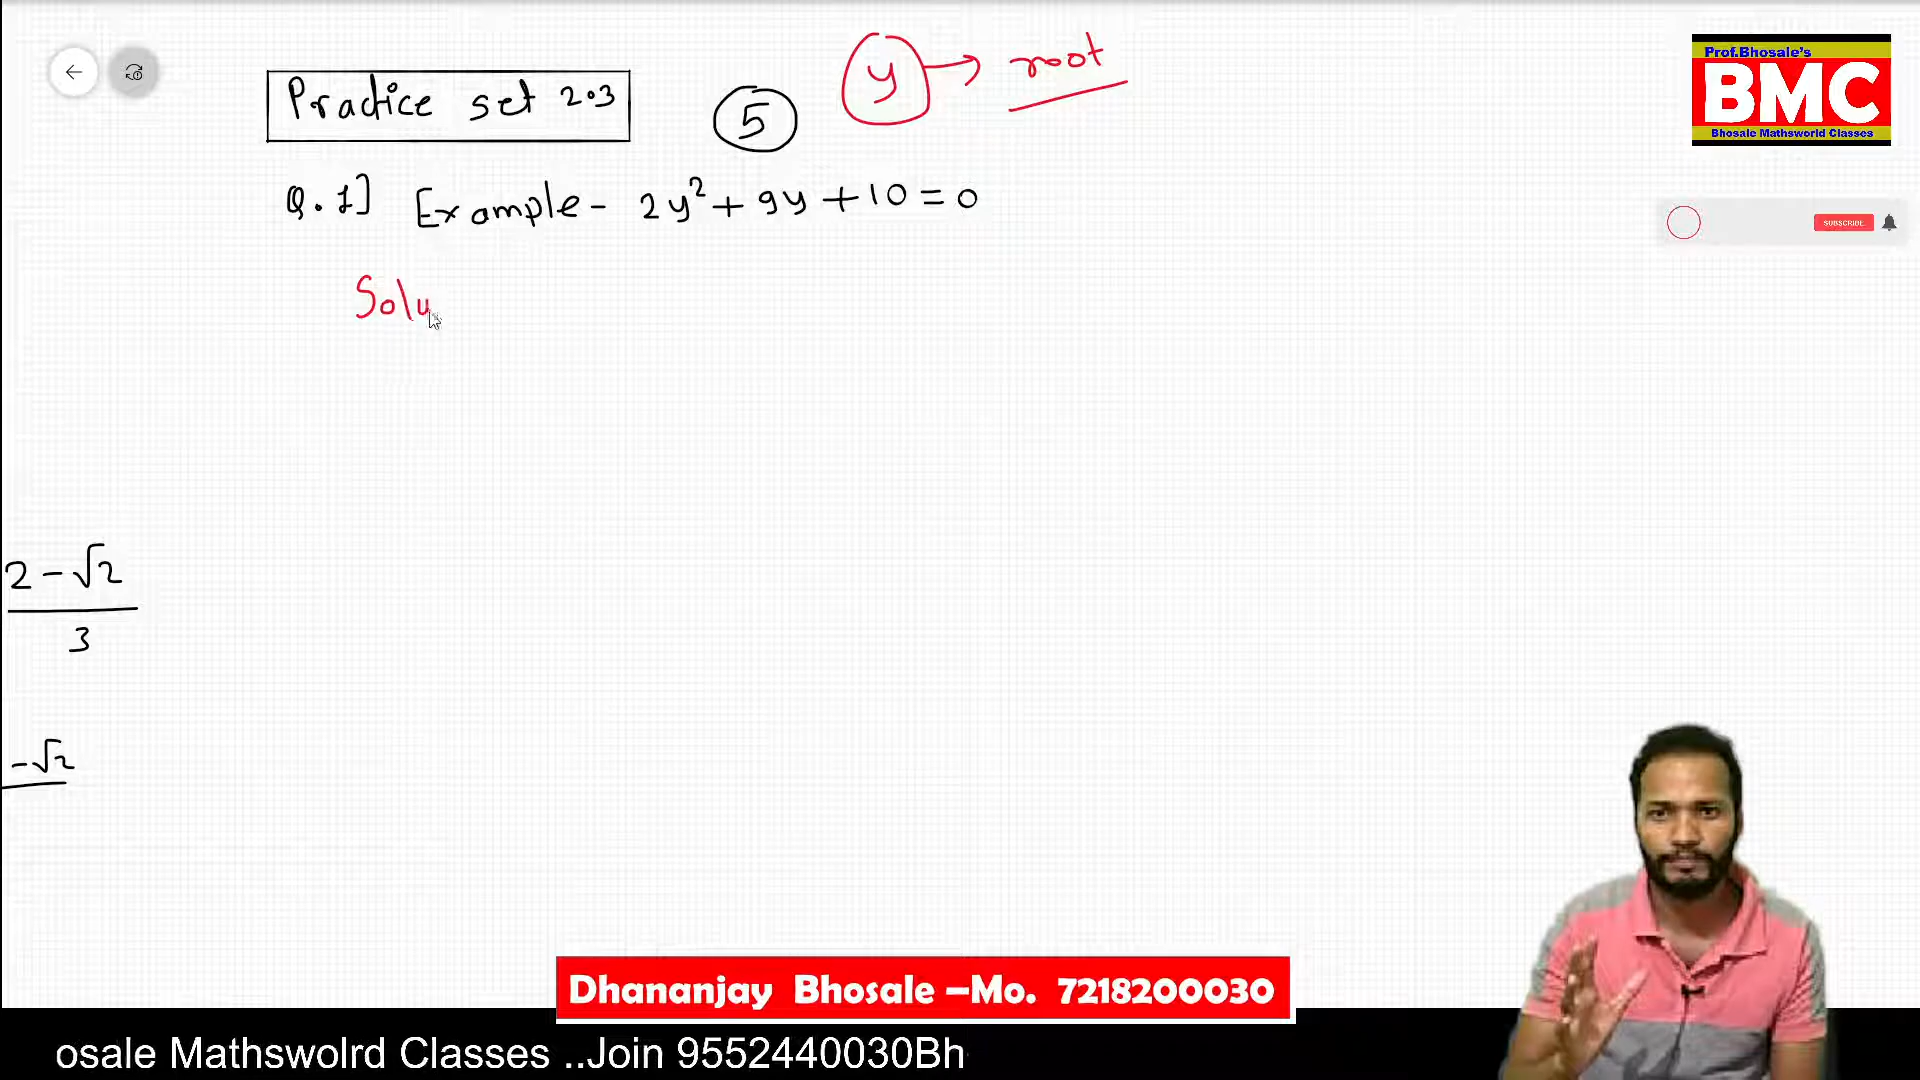 y → root
Practice set 2.3
5
Q.1] Example - 2y² + 9y + 10 = 0
Solu
2 - √2
3
-√2
Prof.Bhosale's
BMC
Bhosale Mathsworld Classes
SUBSCRIBE
Dhananjay Bhosale –Mo. 7218200030
osale Mathswolrd Classes ..Join 9552440030Bh